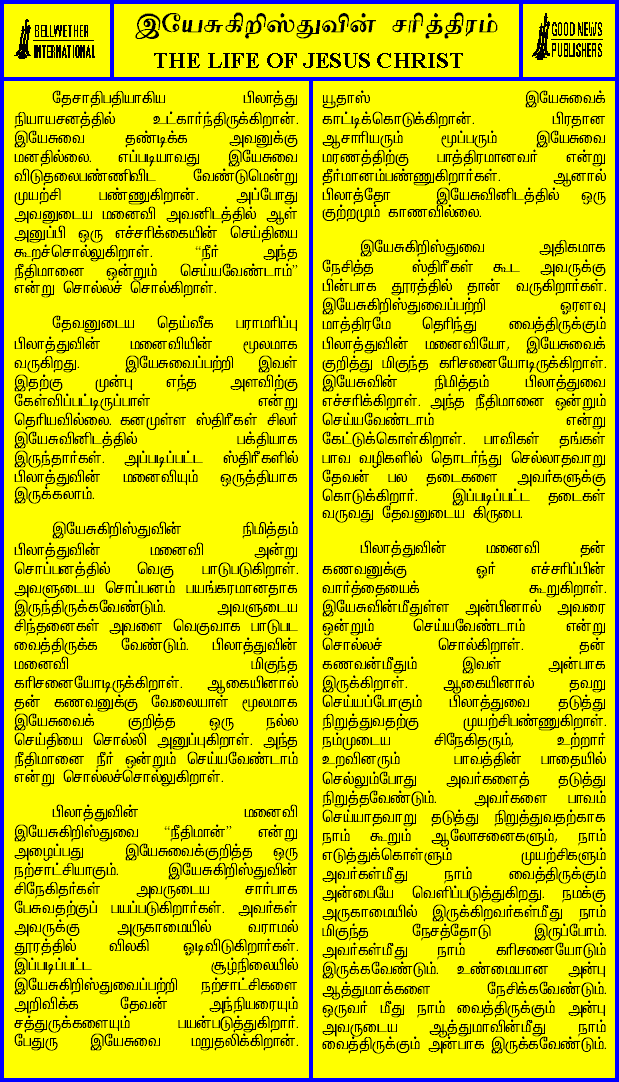 BELLWETHER
INTERNATIONAL
இயேசுகிறிஸ்துவின் சரித்திரம்
THE LIFE OF JESUS CHRIST
GOOD NEWS
PUBLISHERS
தேசாதிபதியாகிய பிலாத்து
நியாயசனத்தில் உட்கார்ந்திருக்கிறான்.
இயேசுவை தண்டிக்க அவனுக்கு
மனதில்லை. எப்படியாவது இயேசுவை
விடுதலைபண்ணிவிட வேண்டுமென்று
முயற்சி பண்ணுகிறான். அப்போது
அவனுடைய மனைவி அவனிடத்தில் ஆள்
அனுப்பி ஒரு எச்சரிக்கையின் செய்தியை
கூறச்சொல்லுகிறாள். “நீர் அந்த
நீதிமானை ஒன்றும் செய்யவேண்டாம்”
என்று சொல்லச் சொல்கிறாள்.
தேவனுடைய தெய்வீக பராமரிப்பு
பிலாத்துவின் மனைவியின் மூலமாக
வருகிறது. இயேசுவைப்பற்றி இவள்
இதற்கு முன்பு எந்த அளவிற்கு
கேள்விப்பட்டிருப்பாள் என்று
தெரியவில்லை. கனமுள்ள ஸ்திரீகள் சிலர்
இயேசுவினிடத்தில் பக்தியாக
இருந்தார்கள். அப்படிப்பட்ட ஸ்திரீகளில்
பிலாத்துவின் மனைவியும் ஒருத்தியாக
இருக்கலாம்.
இயேசுகிறிஸ்துவின் நிமித்தம்
பிலாத்துவின் மனைவி அன்று
சொப்பனத்தில் வெகு பாடுபடுகிறாள்.
அவளுடைய சொப்பனம் பயங்கரமானதாக
இருந்திருக்கவேண்டும். அவளுடைய
சிந்தனைகள் அவளை வெகுவாக பாடுபட
வைத்திருக்க வேண்டும். பிலாத்துவின்
மனைவி மிகுந்த
கரிசனையோடிருக்கிறாள். ஆகையினால்
தன் கணவனுக்கு வேலையாள் மூலமாக
இயேசுவைக் குறித்த ஒரு நல்ல
செய்தியை சொல்லி அனுப்புகிறாள். அந்த
நீதிமானை நீர் ஒன்றும் செய்யவேண்டாம்
என்று சொல்லச்சொல்லுகிறாள்.
பிலாத்துவின் மனைவி
இயேசுகிறிஸ்துவை “நீதிமான்” என்று
அழைப்பது இயேசுவைக்குறித்த ஒரு
நற்சாட்சியாகும். இயேசுகிறிஸ்துவின்
சிநேகிதர்கள் அவருடைய சார்பாக
பேசுவதற்குப் பயப்படுகிறார்கள். அவர்கள்
அவருக்கு அருகாமையில் வராமல்
தூரத்தில் விலகி ஓடிவிடுகிறார்கள்.
இப்படிப்பட்ட சூழ்நிலையில்
இயேசுகிறிஸ்துவைப்பற்றி நற்சாட்சிகளை
அறிவிக்க தேவன் அந்நியரையும்
சத்துருக்களையும் பயன்படுத்துகிறார்.
பேதுரு இயேசுவை மறுதலிக்கிறான்.
யூதாஸ் இயேசுவைக்
காட்டிக்கொடுக்கிறான். பிரதான
ஆசாரியரும் மூப்பரும் இயேசுவை
மரணத்திற்கு பாத்திரமானவர் என்று
தீர்மானம்பண்ணுகிறார்கள். ஆனால்
பிலாத்தோ இயேசுவினிடத்தில் ஒரு
குற்றமும் காணவில்லை.
இயேசுகிறிஸ்துவை அதிகமாக
நேசித்த ஸ்திரீகள் கூட அவருக்கு
பின்பாக தூரத்தில் தான் வருகிறார்கள்.
இயேசுகிறிஸ்துவைப்பற்றி ஓரளவு
மாத்திரமே தெரிந்து வைத்திருக்கும்
பிலாத்துவின் மனைவியோ, இயேசுவைக்
குறித்து மிகுந்த கரிசனையோடிருக்கிறாள்.
இயேசுவின் நிமித்தம் பிலாத்துவை
எச்சரிக்கிறாள். அந்த நீதிமானை ஒன்றும்
செய்யவேண்டாம் என்று
கேட்டுக்கொள்கிறாள். பாவிகள் தங்கள்
பாவ வழிகளில் தொடர்ந்து செல்லாதவாறு
தேவன் பல தடைகளை அவர்களுக்கு
கொடுக்கிறார். இப்படிப்பட்ட தடைகள்
வருவது தேவனுடைய கிருபை.
பிலாத்துவின் மனைவி தன்
கணவனுக்கு ஓர் எச்சரிப்பின்
வார்த்தையைக் கூறுகிறாள்.
இயேசுவின்மீதுள்ள அன்பினால் அவரை
ஒன்றும் செய்யவேண்டாம் என்று
சொல்லச் சொல்கிறாள். தன்
கணவன்மீதும் இவள் அன்பாக
இருக்கிறாள். ஆகையினால் தவறு
செய்யப்போகும் பிலாத்துவை தடுத்து
நிறுத்துவதற்கு முயற்சிபண்ணுகிறாள்.
நம்முடைய சிநேகிதரும், உற்றார்
உறவினரும் பாவத்தின் பாதையில்
செல்லும்போது அவர்களைத் தடுத்து
நிறுத்தவேண்டும். அவர்களை பாவம்
செய்யாதவாறு தடுத்து நிறுத்துவதற்காக
நாம் கூறும் ஆலோசனைகளும், நாம்
எடுத்துக்கொள்ளும் முயற்சிகளும்
அவர்கள்மீது நாம் வைத்திருக்கும்
அன்பையே வெளிப்படுத்துகிறது. நமக்கு
அருகாமையில் இருக்கிறவர்கள்மீது நாம்
மிகுந்த நேசத்தோடு இருப்போம்.
அவர்கள்மீது நாம் கரிசனையோடும்
இருக்கவேண்டும். உண்மையான அன்பு
ஆத்துமாக்களை நேசிக்கவேண்டும்.
ஒருவர் மீது நாம் வைத்திருக்கும் அன்பு
அவருடைய ஆத்துமாவின்மீது நாம்
வைத்திருக்கும் அன்பாக இருக்கவேண்டும்.